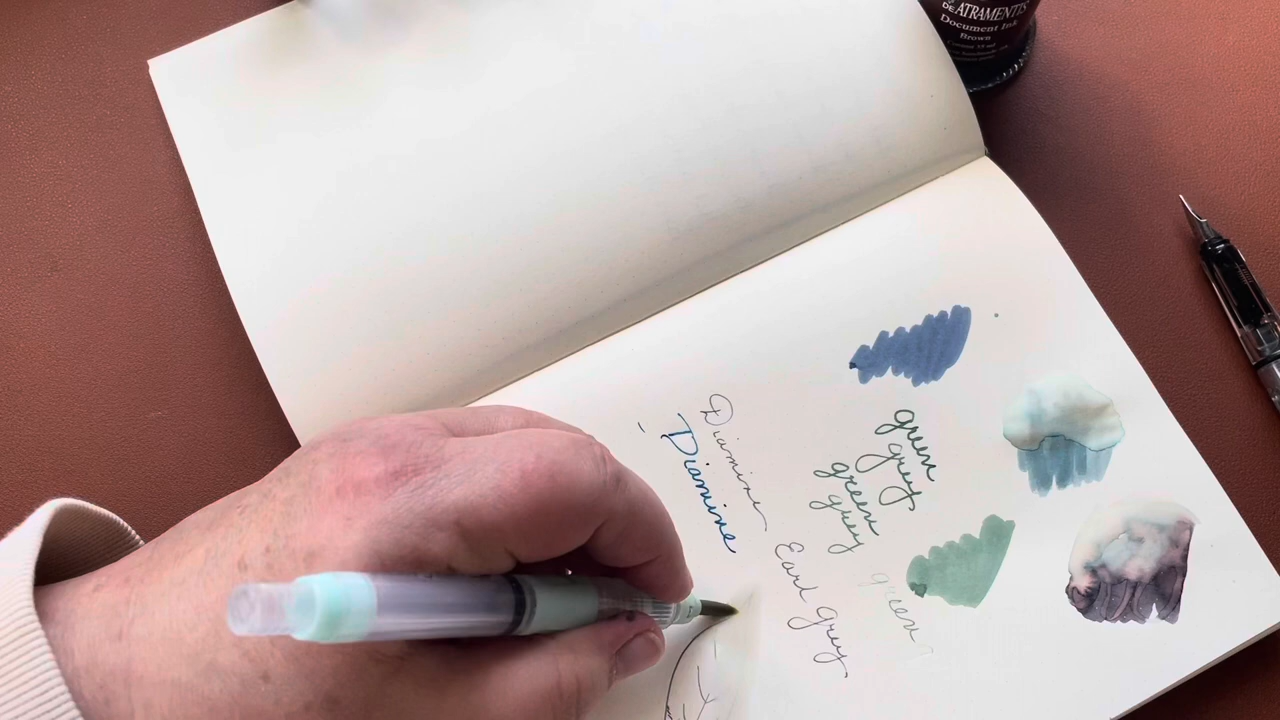 DE ATRAMENTIS
Document Ink
Brown
Diamine
Earl Grey
Diamine
green
grey
green
grey
green